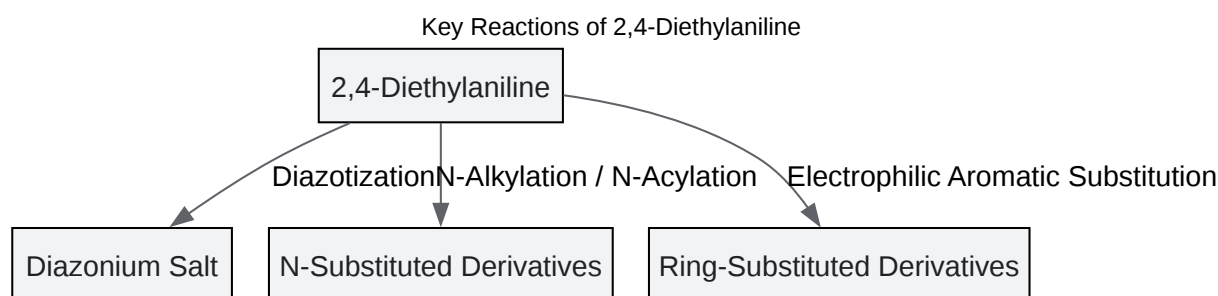 Key Reactions of 2,4-Diethylaniline
2,4-Diethylaniline
Diazotization
N-Alkylation / N-Acylation
Electrophilic Aromatic Substitution
Diazonium Salt
N-Substituted Derivatives
Ring-Substituted Derivatives